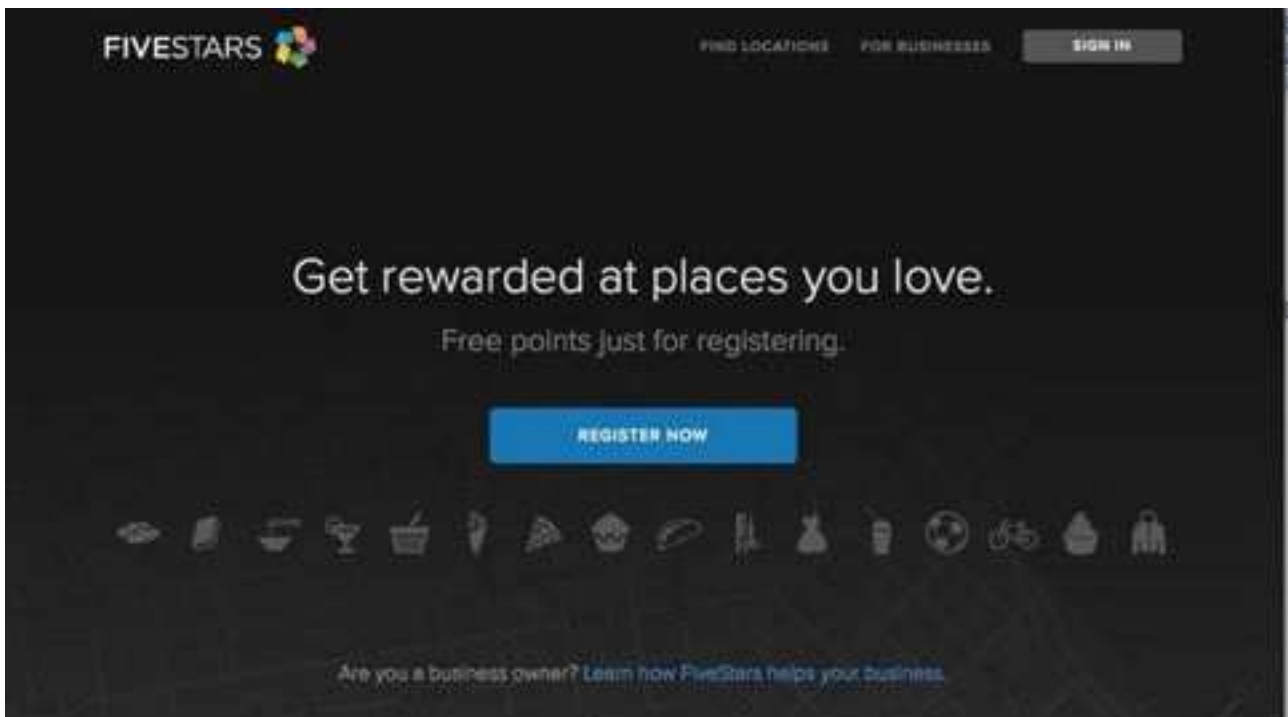 FIVESTARS
FIND LOCATIONS FOR BUSINESSES SIGN IN
Get rewarded at places you love.
Free points just for registering.
REGISTER NOW
Are you a business owner? Learn how FiveStars helps your business.